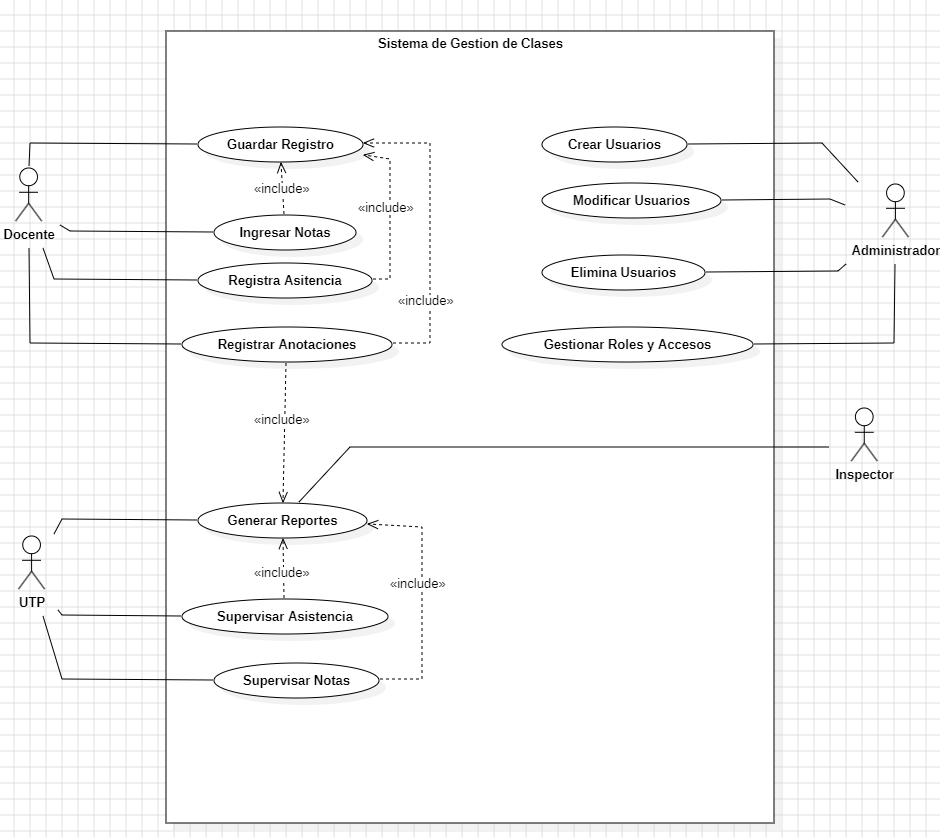 Sistema de Gestion de Clases
Guardar Registro
Crear Usuarios
«include»
Modificar Usuarios
«include»
Docente
Ingresar Notas
Administrador
Registra Asitencia
Elimina Usuarios
«include»
Registrar Anotaciones
Gestionar Roles y Accesos
«include»
Inspector
Generar Reportes
«include»
«include»
UTP
Supervisar Asistencia
Supervisar Notas